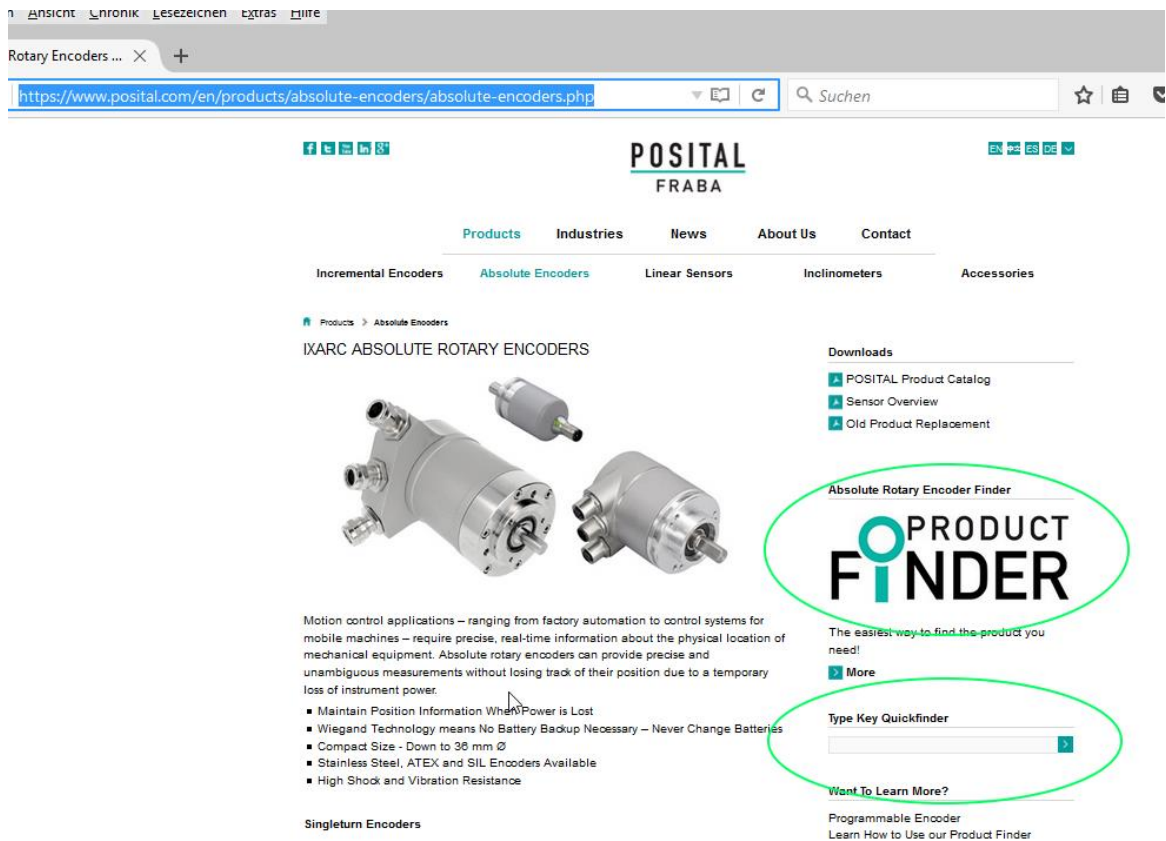 Ansicht Chronik Lesezeichen Extras Hilfe
Rotary Encoders ...
https://www.posital.com/en/products/absolute-encoders/absolute-encoders.php
Suchen
POSITAL
FRABA
EN 中文 ES DE
Products Industries News About Us Contact
Incremental Encoders Absolute Encoders Linear Sensors Inclinometers Accessories
Products > Absolute Encoders
IXARC ABSOLUTE ROTARY ENCODERS
Motion control applications – ranging from factory automation to control systems for
mobile machines – require precise, real-time information about the physical location of
mechanical equipment. Absolute rotary encoders can provide precise and
unambiguous measurements without losing track of their position due to a temporary
loss of instrument power.
Maintain Position Information When Power is Lost
Wiegand Technology means No Battery Backup Necessary – Never Change Batteries
Compact Size - Down to 36 mm Ø
Stainless Steel, ATEX and SIL Encoders Available
High Shock and Vibration Resistance
Singleturn Encoders
Downloads
POSITAL Product Catalog
Sensor Overview
Old Product Replacement
Absolute Rotary Encoder Finder
PRODUCT
FINDER
The easiest way to find the product you
need!
More
Type Key Quickfinder
Want To Learn More?
Programmable Encoder
Learn How to Use our Product Finder